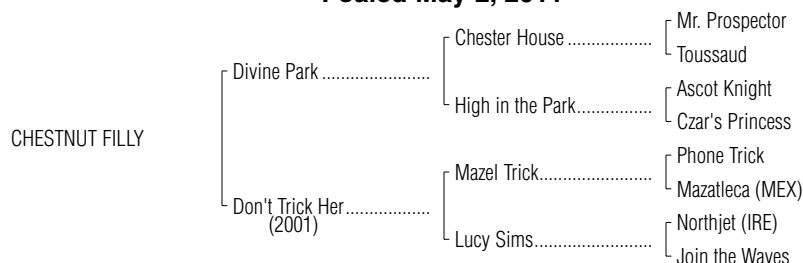 Foaled May 2, 2011
Mr. Prospector
Chester House ....................
Toussaud
Divine Park .........................
Ascot Knight
High in the Park..................
Czar's Princess
CHESTNUT FILLY
Phone Trick
Mazel Trick..........................
Mazatleca (MEX)
Don't Trick Her....................
(2001)
Northjet (IRE)
Lucy Sims...........................
Join the Waves